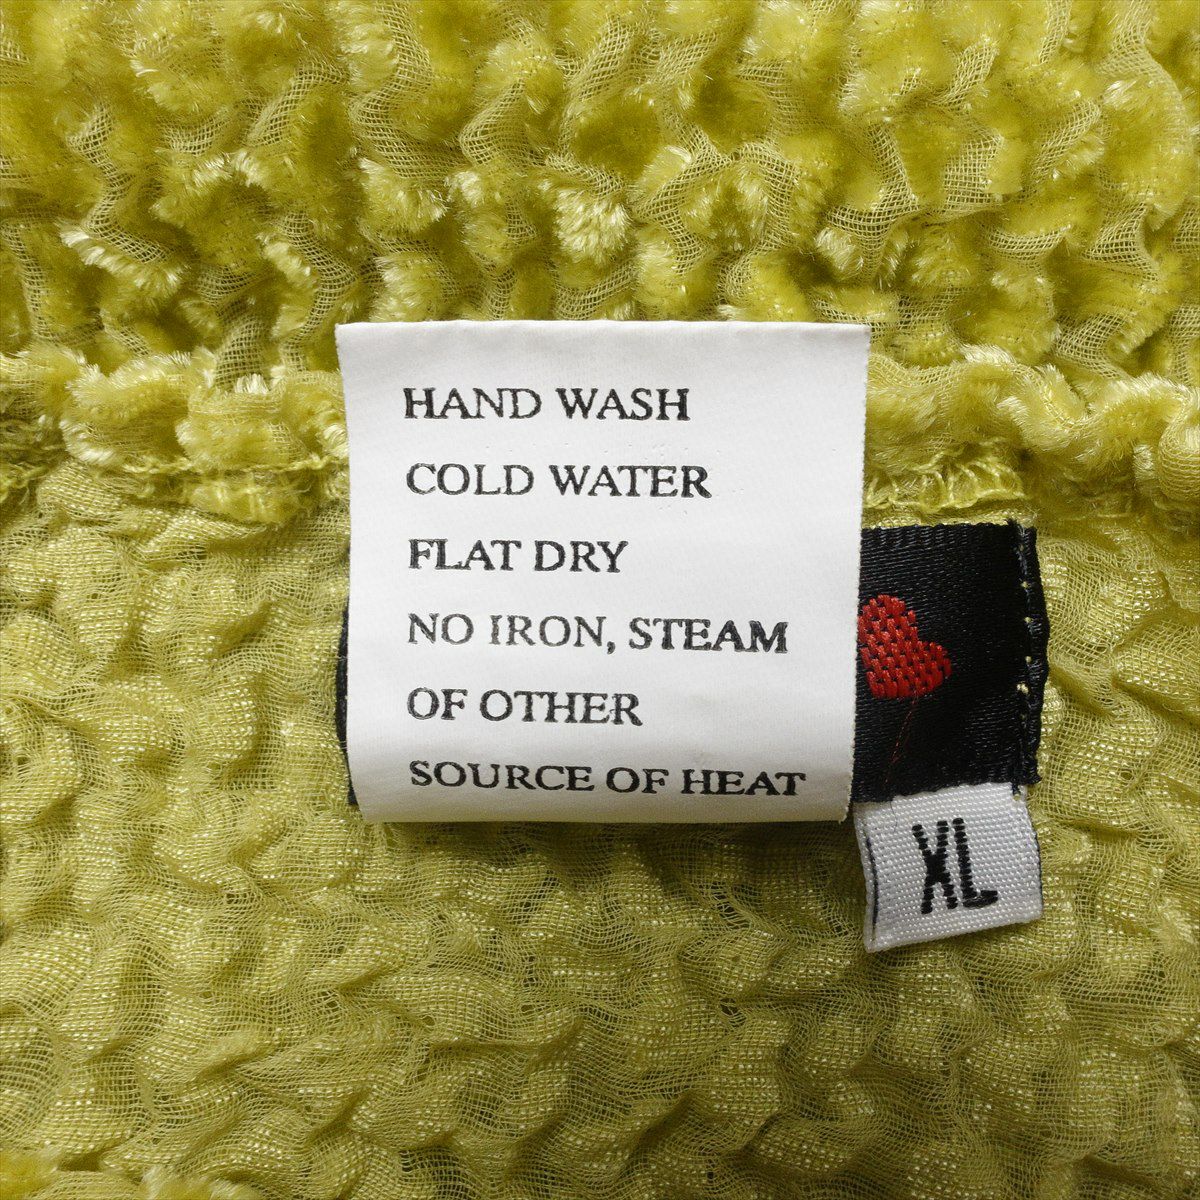 HAND WASH
COLD WATER
FLAT DRY
NO IRON, STEAM
OF OTHER
SOURCE OF HEAT
XL